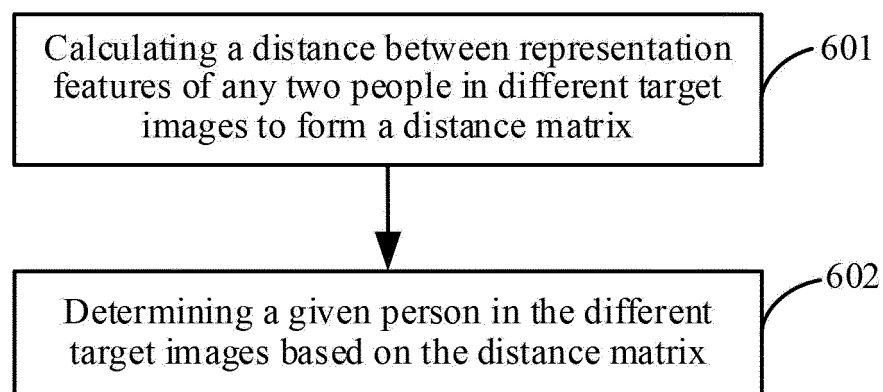 Calculating a distance between representation
features of any two people in different target
images to form a distance matrix
601
Determining a given person in the different
target images based on the distance matrix
602